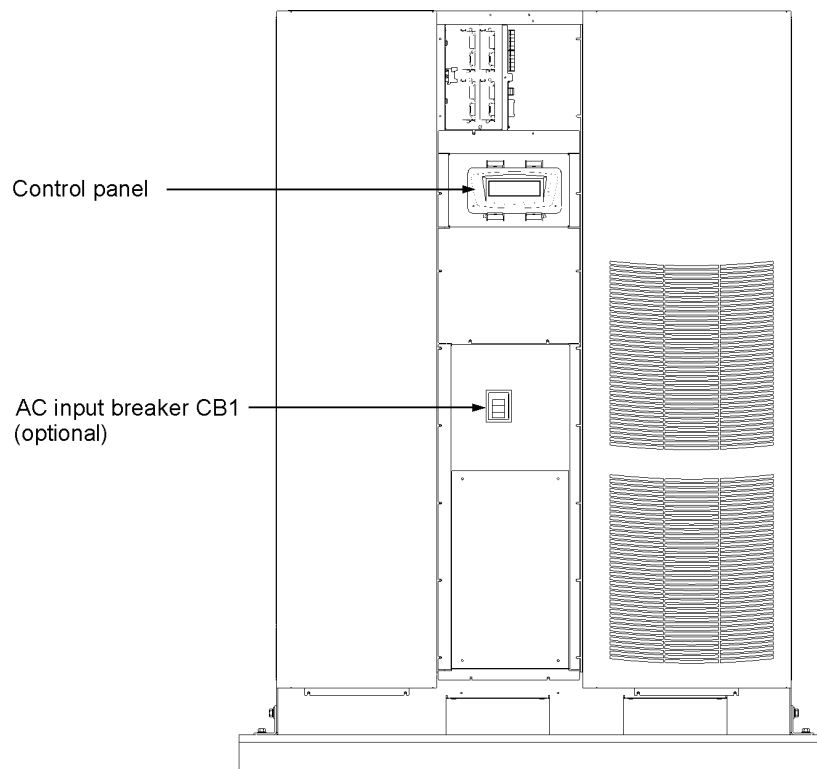 Control panel
AC input breaker CB1
(optional)